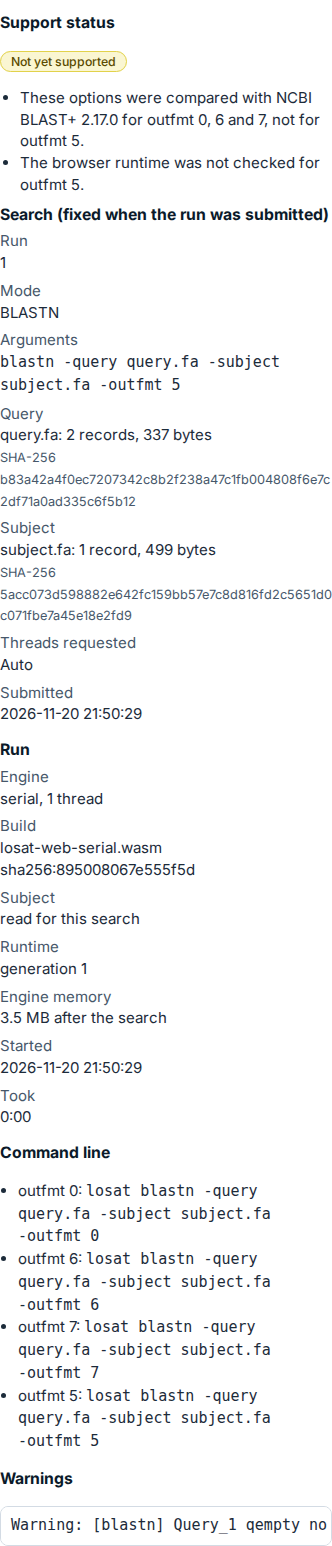 Support status
Not yet supported
• These options were compared with NCBI
BLAST+ 2.17.0 for outfmt 0, 6 and 7, not for
outfmt 5.
• The browser runtime was not checked for
outfmt 5.
Search (fixed when the run was submitted)
Run
1
Mode
BLASTN
Arguments
blastn -query query.fa -subject
subject.fa -outfmt 5
Query
query.fa: 2 records, 337 bytes
SHA-256
b83a42a4f0ec7207342c8b2f238a47c1fb004808f6e7c
2df71a0ad335c6f5b12
Subject
subject.fa: 1 record, 499 bytes
SHA-256
5acc073d598882e642fc159bb57e7c8d816fd2c5651d0
c071fbe7a45e18e2fd9
Threads requested
Auto
Submitted
2026-11-20 21:50:29
Run
Engine
serial, 1 thread
Build
losat-web-serial.wasm
sha256:895008067e555f5d
Subject
read for this search
Runtime
generation 1
Engine memory
3.5 MB after the search
Started
2026-11-20 21:50:29
Took
0:00
Command line
• outfmt 0: losat blastn -query
query.fa -subject subject.fa
-outfmt 0
• outfmt 6: losat blastn -query
query.fa -subject subject.fa
-outfmt 6
• outfmt 7: losat blastn -query
query.fa -subject subject.fa
-outfmt 7
• outfmt 5: losat blastn -query
query.fa -subject subject.fa
-outfmt 5
Warnings
Warning: [blastn] Query_1 qempty no